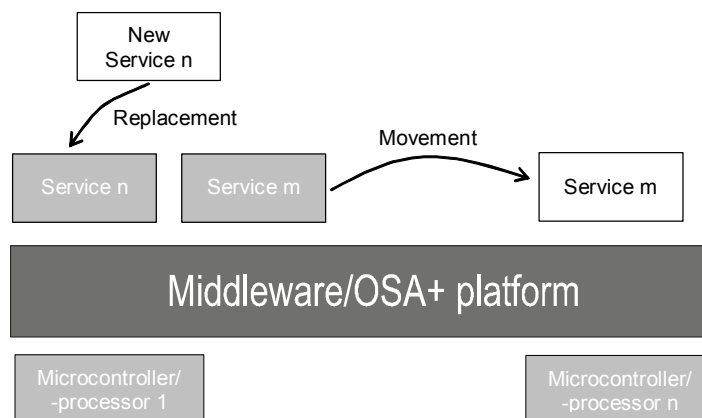 New
Service n
Replacement
Movement
Service n
Service m
Service m
Middleware/OSA+ platform
Microcontroller/
-processor 1
Microcontroller/
-processor n